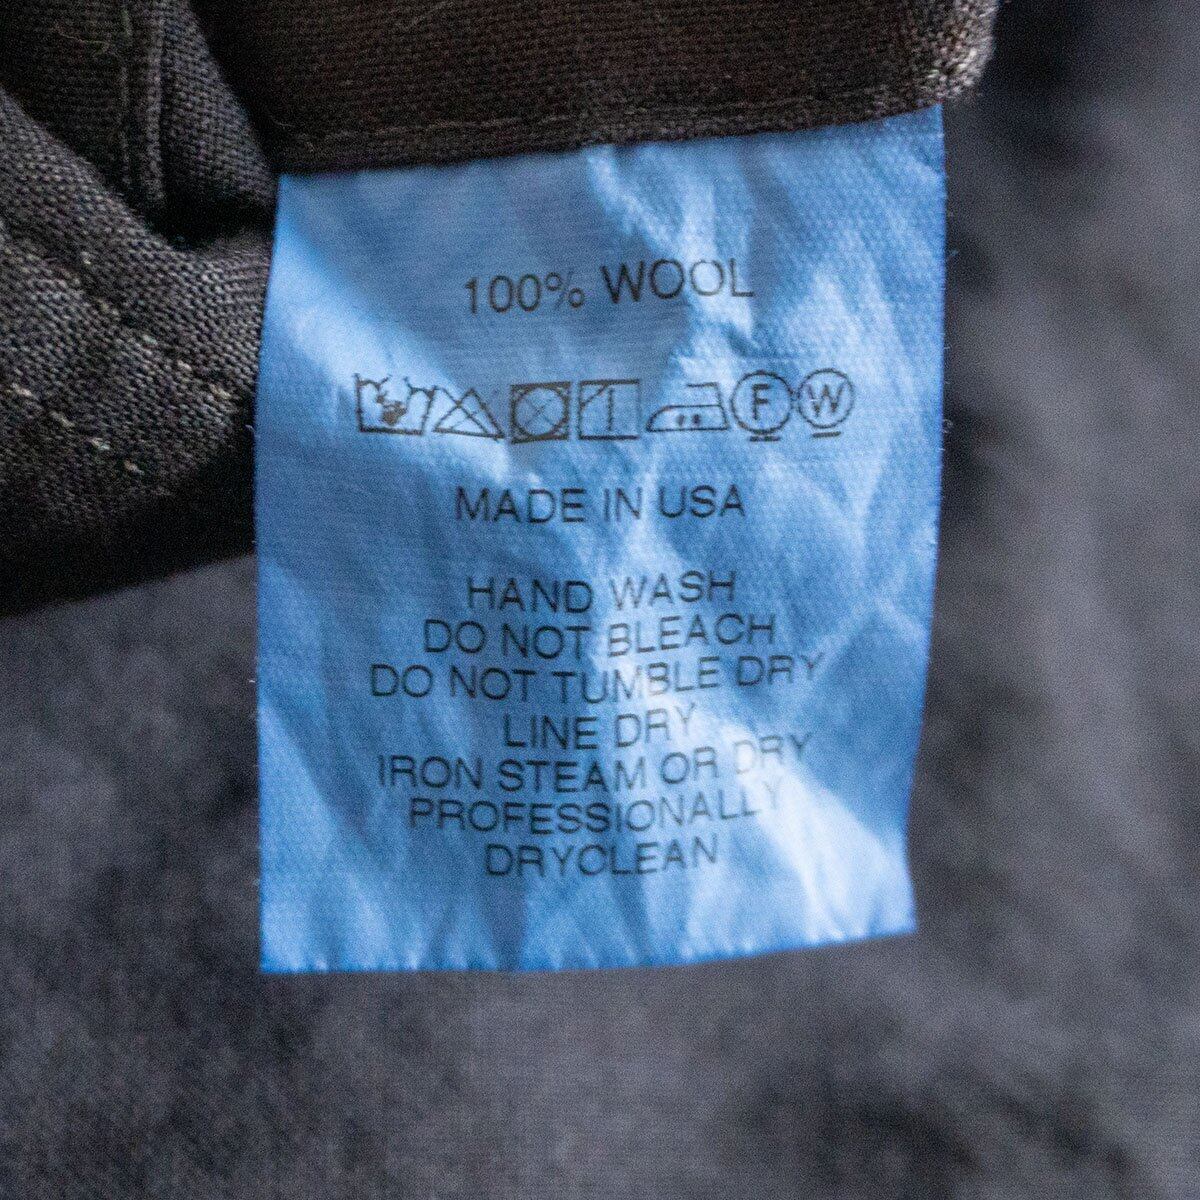 100% WOOL
F W
MADE IN USA
HAND WASH
DO NOT BLEACH
DO NOT TUMBLE DRY
LINE DRY
IRON STEAM OR DRY
PROFESSIONALLY
DRYCLEAN